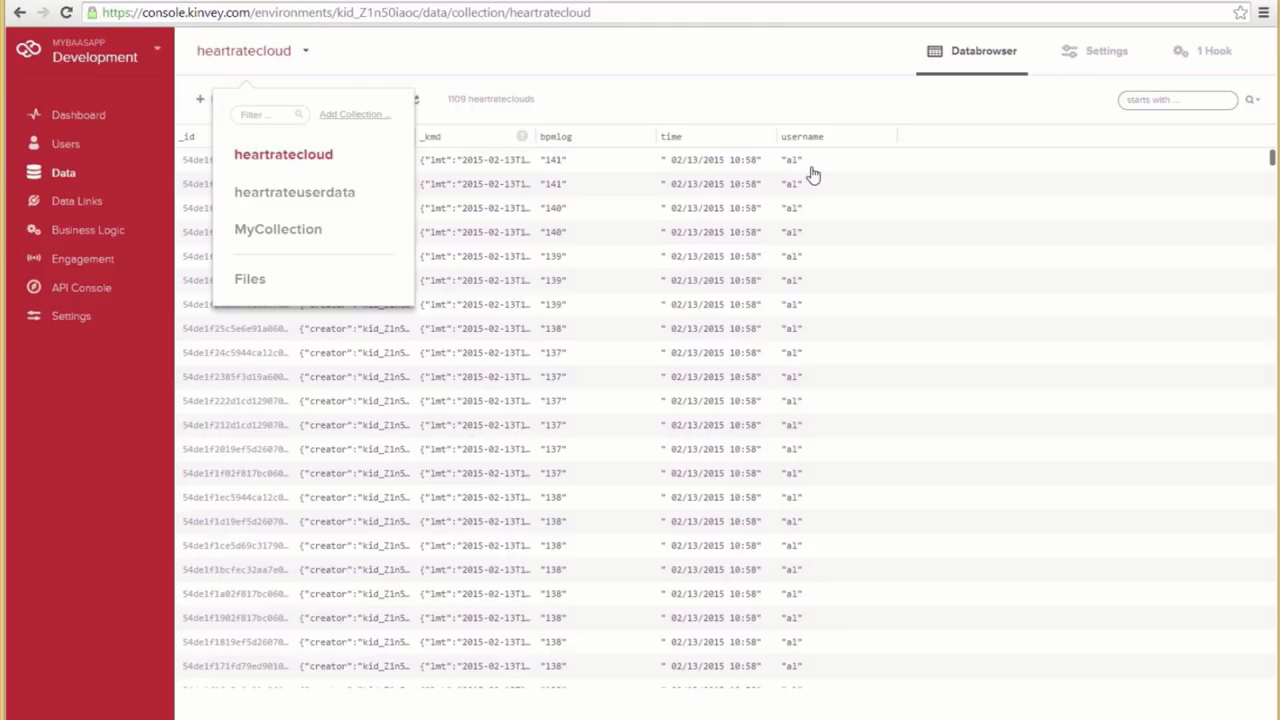 https://console.kinvey.com/environments/kid_Z1n50iaoc/data/collection/heartratecloud
MYBAASAPP
Development
heartratecloud
Databrowser
Settings
1 Hook
Dashboard
Users
Data
Data Links
Business Logic
Engagement
API Console
Settings
Filter ...
Add Collection ...
heartratecloud
heartrateuserdata
MyCollection
Files
+
1109 heartrateclouds
starts with ...
_id _kmd bpmlog time username
54de1f {"lmt":"2015-02-13T1… "141" " 02/13/2015 10:58" "al"
54de1f {"lmt":"2015-02-13T1… "141" " 02/13/2015 10:58" "al"
54de1f {"lmt":"2015-02-13T1… "140" " 02/13/2015 10:58" "al"
54de1f {"lmt":"2015-02-13T1… "140" " 02/13/2015 10:58" "al"
54de1f {"lmt":"2015-02-13T1… "139" " 02/13/2015 10:58" "al"
54de1f {"lmt":"2015-02-13T1… "139" " 02/13/2015 10:58" "al"
54de1f {"creator":"kid_Z1n5… {"lmt":"2015-02-13T1… "139" " 02/13/2015 10:58" "al"
54de1f25c5e6e91a060… {"creator":"kid_Z1n5… {"lmt":"2015-02-13T1… "138" " 02/13/2015 10:58" "al"
54de1f24c5944ca12c0… {"creator":"kid_Z1n5… {"lmt":"2015-02-13T1… "137" " 02/13/2015 10:58" "al"
54de1f2385f3d19a600… {"creator":"kid_Z1n5… {"lmt":"2015-02-13T1… "137" " 02/13/2015 10:58" "al"
54de1f222d1cd129070… {"creator":"kid_Z1n5… {"lmt":"2015-02-13T1… "137" " 02/13/2015 10:58" "al"
54de1f212d1cd129070… {"creator":"kid_Z1n5… {"lmt":"2015-02-13T1… "137" " 02/13/2015 10:58" "al"
54de1f2019ef5d26070… {"creator":"kid_Z1n5… {"lmt":"2015-02-13T1… "137" " 02/13/2015 10:58" "al"
54de1f1f02f817bc060… {"creator":"kid_Z1n5… {"lmt":"2015-02-13T1… "137" " 02/13/2015 10:58" "al"
54de1f1ec5944ca12c0… {"creator":"kid_Z1n5… {"lmt":"2015-02-13T1… "138" " 02/13/2015 10:58" "al"
54de1f1d19ef5d26070… {"creator":"kid_Z1n5… {"lmt":"2015-02-13T1… "138" " 02/13/2015 10:58" "al"
54de1f1ce5d69c31790… {"creator":"kid_Z1n5… {"lmt":"2015-02-13T1… "138" " 02/13/2015 10:58" "al"
54de1f1bcfec32aa7e0… {"creator":"kid_Z1n5… {"lmt":"2015-02-13T1… "138" " 02/13/2015 10:58" "al"
54de1f1a02f817bc060… {"creator":"kid_Z1n5… {"lmt":"2015-02-13T1… "138" " 02/13/2015 10:58" "al"
54de1f1902f817bc060… {"creator":"kid_Z1n5… {"lmt":"2015-02-13T1… "138" " 02/13/2015 10:58" "al"
54de1f1819ef5d26070… {"creator":"kid_Z1n5… {"lmt":"2015-02-13T1… "138" " 02/13/2015 10:58" "al"
54de1f171fd79ed9010… {"creator":"kid_Z1n5… {"lmt":"2015-02-13T1… "138" " 02/13/2015 10:58" "al"